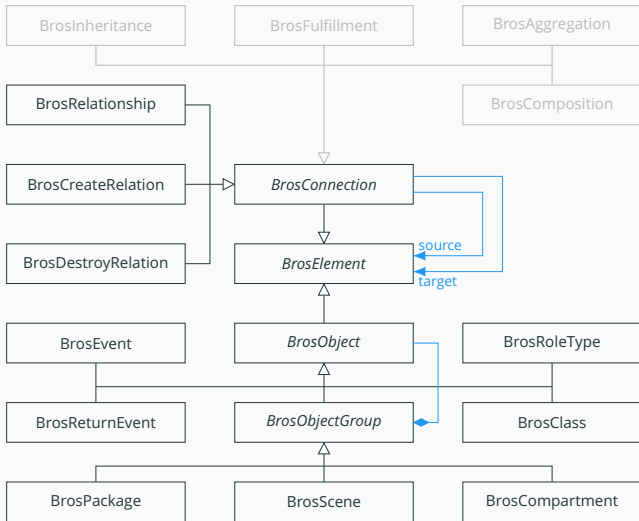 BrosInheritance
BrosFulfillment
BrosAggregation
BrosRelationship
BrosComposition
BrosCreateRelation
BrosConnection
source
BrosDestroyRelation
BrosElement
target
BrosEvent
BrosObject
BrosRoleType
BrosReturnEvent
BrosObjectGroup
BrosClass
BrosPackage
BrosScene
BrosCompartment